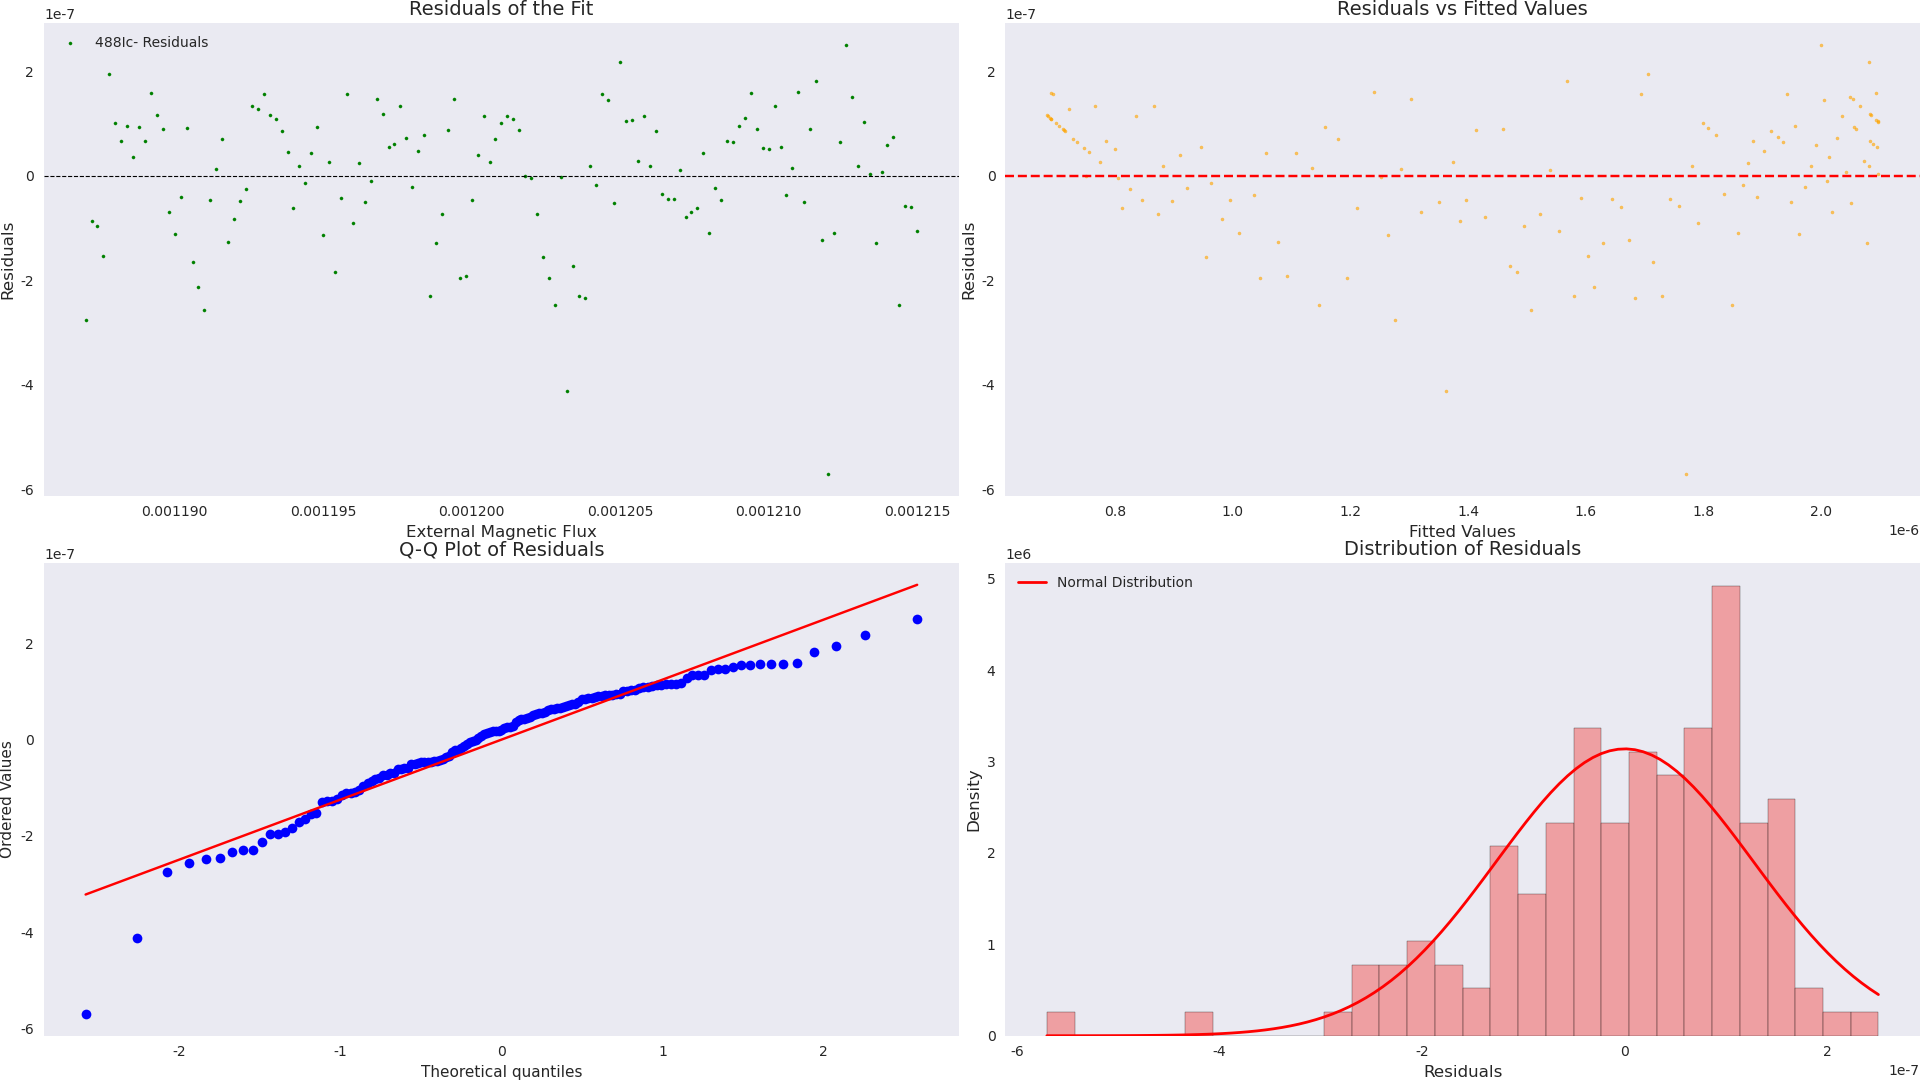 Residuals of the Fit
1e-7
488Ic- Residuals
2
0
-2
-4
-6
Residuals
0.001190 0.001195 0.001200 0.001205 0.001210 0.001215
External Magnetic Flux
Residuals vs Fitted Values
1e-7
2
0
-2
-4
-6
Residuals
0.8 1.0 1.2 1.4 1.6 1.8 2.0
1e-6
Fitted Values
Q-Q Plot of Residuals
1e-7
2
0
-2
-4
-6
Ordered Values
-2 -1 0 1 2
Theoretical quantiles
Distribution of Residuals
1e6
Normal Distribution
5
4
3
2
1
0
Density
-6 -4 -2 0 2
1e-7
Residuals